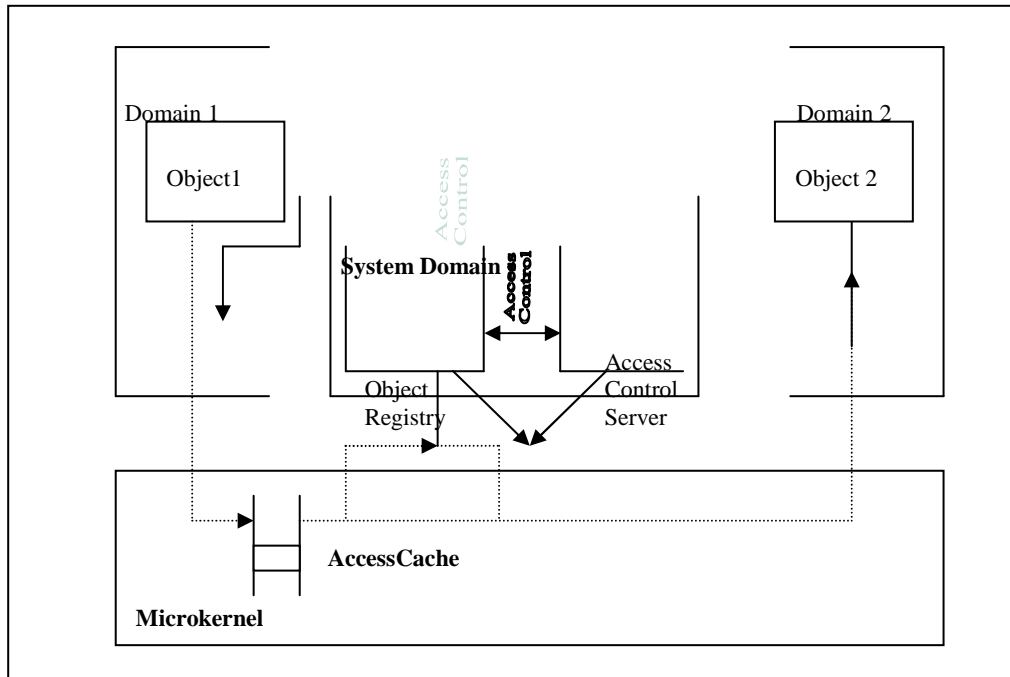 Domain 1
Domain 2
Object1
Object 2
Access
Control
System Domain
Access
Control
Object
Registry
Access
Control
Server
AccessCache
Microkernel